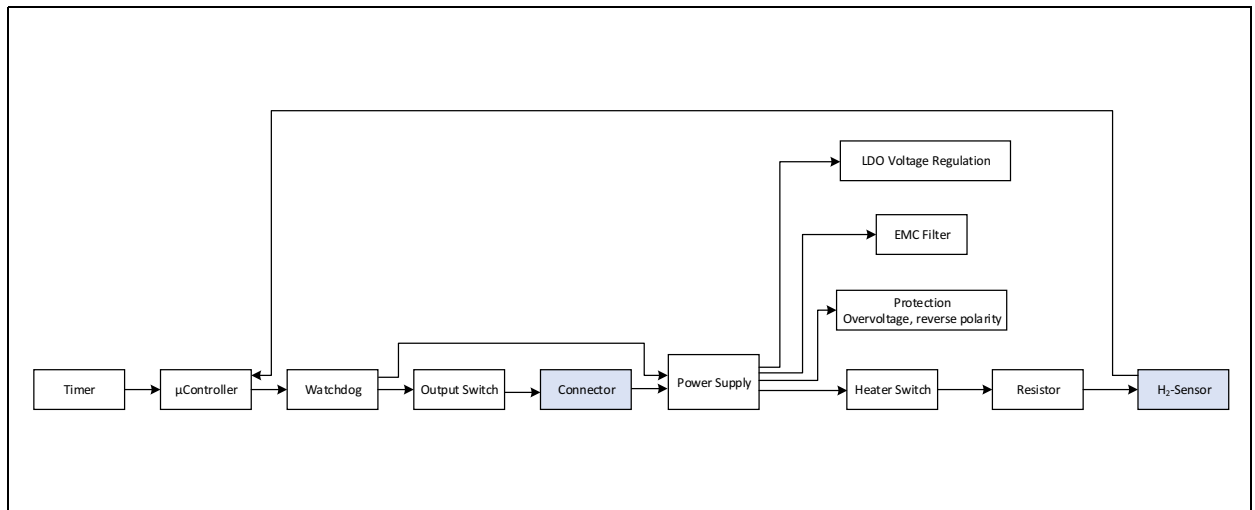 LDO Voltage Regulation
EMC Filter
Protection
Overvoltage, reverse polarity
Timer
µController
Watchdog
Output Switch
Connector
Power Supply
Heater Switch
Resistor
H₂-Sensor